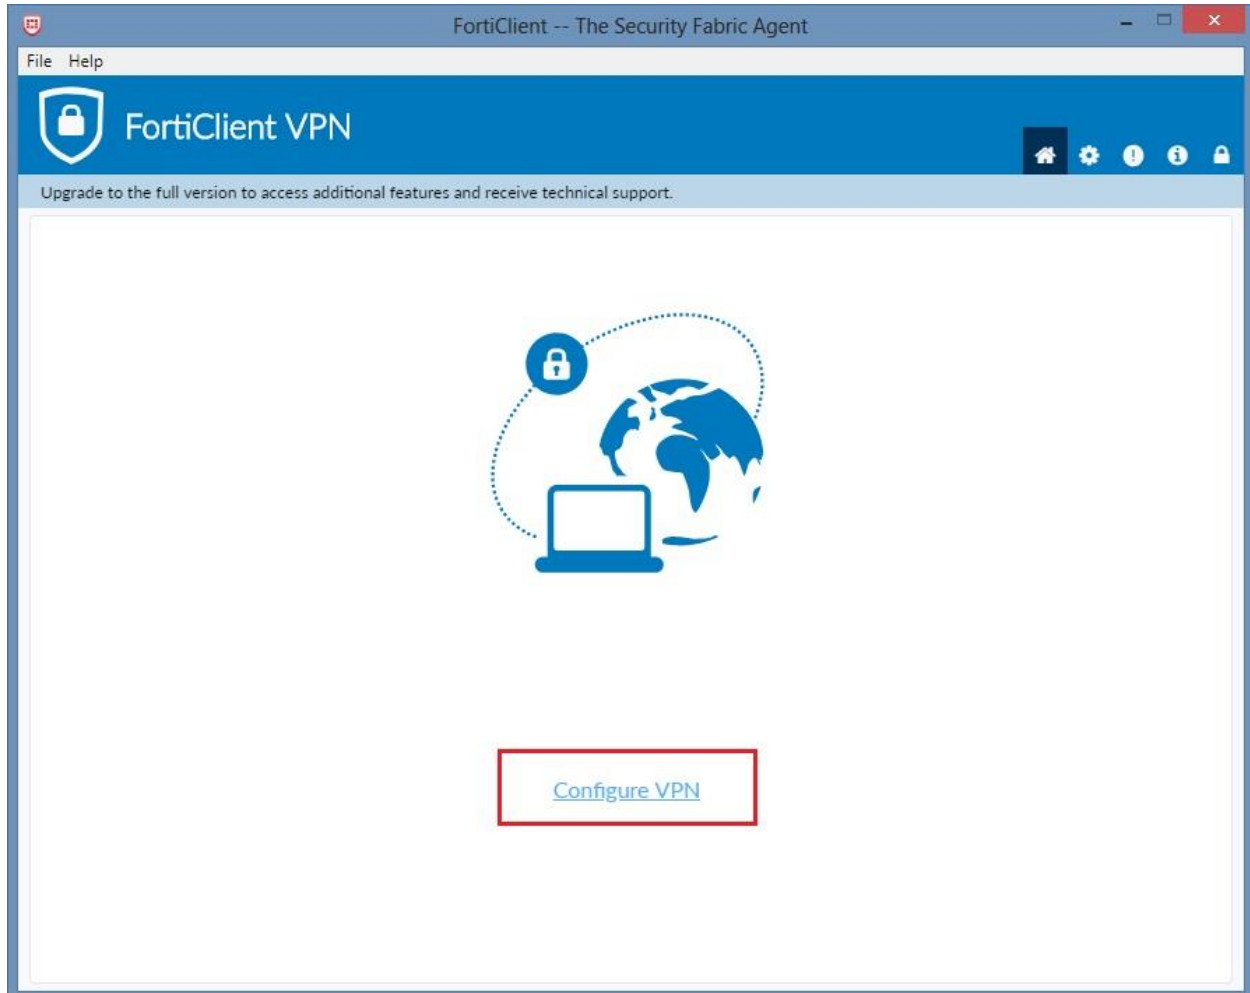 FortiClient -- The Security Fabric Agent
File Help
FortiClient VPN
Upgrade to the full version to access additional features and receive technical support.
Configure VPN